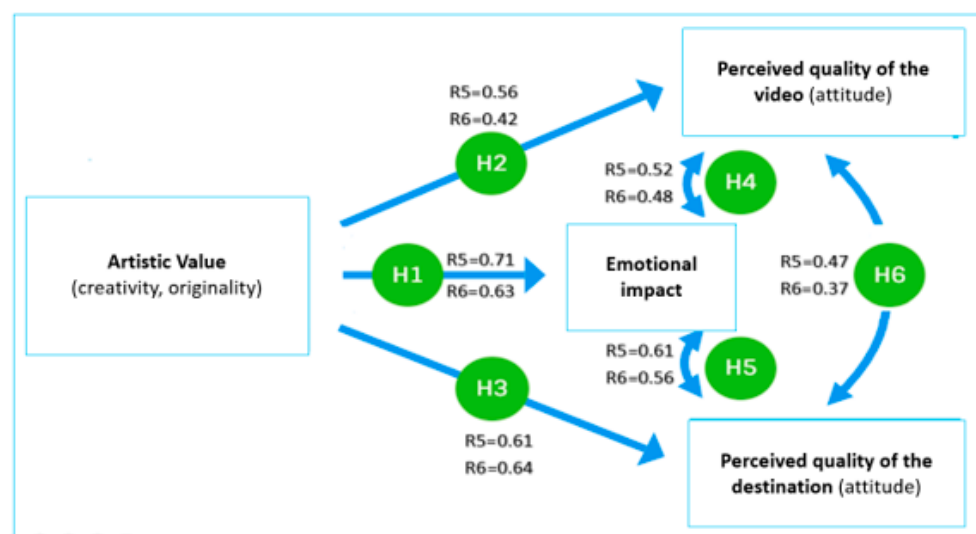 Perceived quality of the
video (attitude)
R5=0.56
R6=0.42
H2
R5=0.52
R6=0.48
H4
Artistic Value
(creativity, originality)
H1
R5=0.71
R6=0.63
Emotional
impact
R5=0.47
R6=0.37
H6
R5=0.61
R6=0.56
H5
H3
R5=0.61
R6=0.64
Perceived quality of the
destination (attitude)